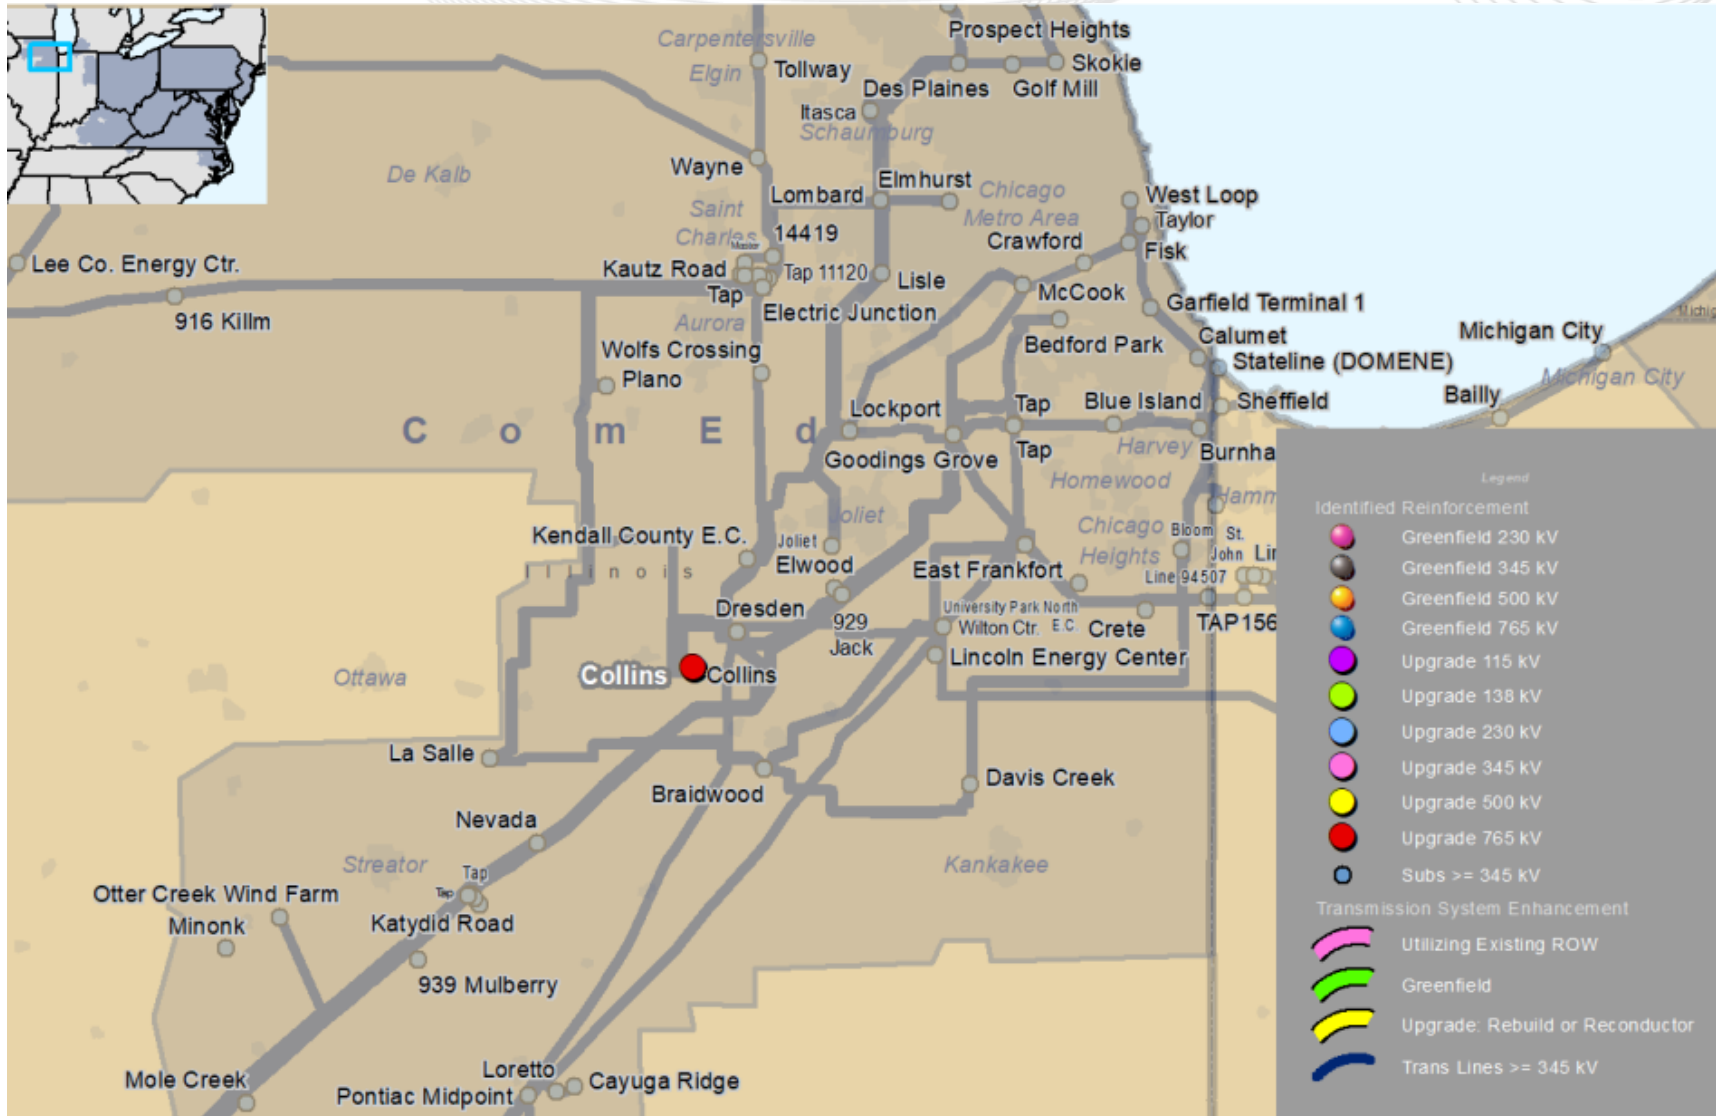 Carpentersville
Elgin
Tollway
Prospect Heights
Skokie
Des Plaines
Golf Mill
Itasca
Schaumburg
De Kalb
Wayne
Lombard
Elmhurst
Chicago
Metro Area
West Loop
Taylor
Saint
Charles
Master
14419
Crawford
Fisk
Lee Co. Energy Ctr.
Kautz Road
Tap 11120
Lisle
Tap
McCook
916 Killm
Electric Junction
Garfield Terminal 1
Aurora
Bedford Park
Calumet
Michigan City
Wolfs Crossing
Stateline (DOMENE)
Plano
Michigan City
Lockport
Tap
Blue Island
Sheffield
Bailly
C o m E d
Goodings Grove
Tap
Harvey
Burnha
Homewood
Hamm
Joliet
Kendall County E.C.
Joliet
Chicago
Heights
Bloom
St.
John
Illinois
Elwood
East Frankfort
Line 94507
Dresden
929
Jack
University Park North
Wilton Ctr.
E.C.
Crete
TAP156
Lincoln Energy Center
Collins
Collins
Ottawa
La Salle
Braidwood
Davis Creek
Nevada
Streator
Tap
Tap
Kankakee
Otter Creek Wind Farm
Minonk
Katydid Road
939 Mulberry
Mole Creek
Loretto
Pontiac Midpoint
Cayuga Ridge
Legend
Identified Reinforcement
Greenfield 230 kV
Greenfield 345 kV
Greenfield 500 kV
Greenfield 765 kV
Upgrade 115 kV
Upgrade 138 kV
Upgrade 230 kV
Upgrade 345 kV
Upgrade 500 kV
Upgrade 765 kV
Subs >= 345 kV
Transmission System Enhancement
Utilizing Existing ROW
Greenfield
Upgrade: Rebuild or Reconductor
Trans Lines >= 345 kV